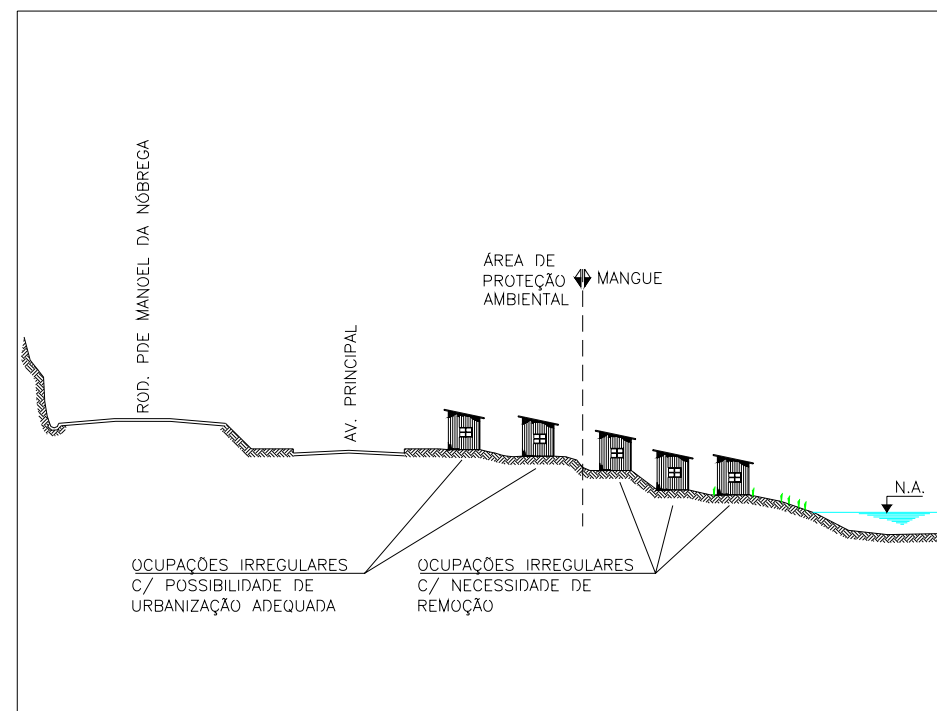 ROD. PDE MANOEL DA NÓBREGA
AV. PRINCIPAL
ÁREA DE
PROTEÇÃO
AMBIENTAL
MANGUE
N.A.
OCUPAÇÕES IRREGULARES
C/ POSSIBILIDADE DE
URBANIZAÇÃO ADEQUADA
OCUPAÇÕES IRREGULARES
C/ NECESSIDADE DE
REMOÇÃO